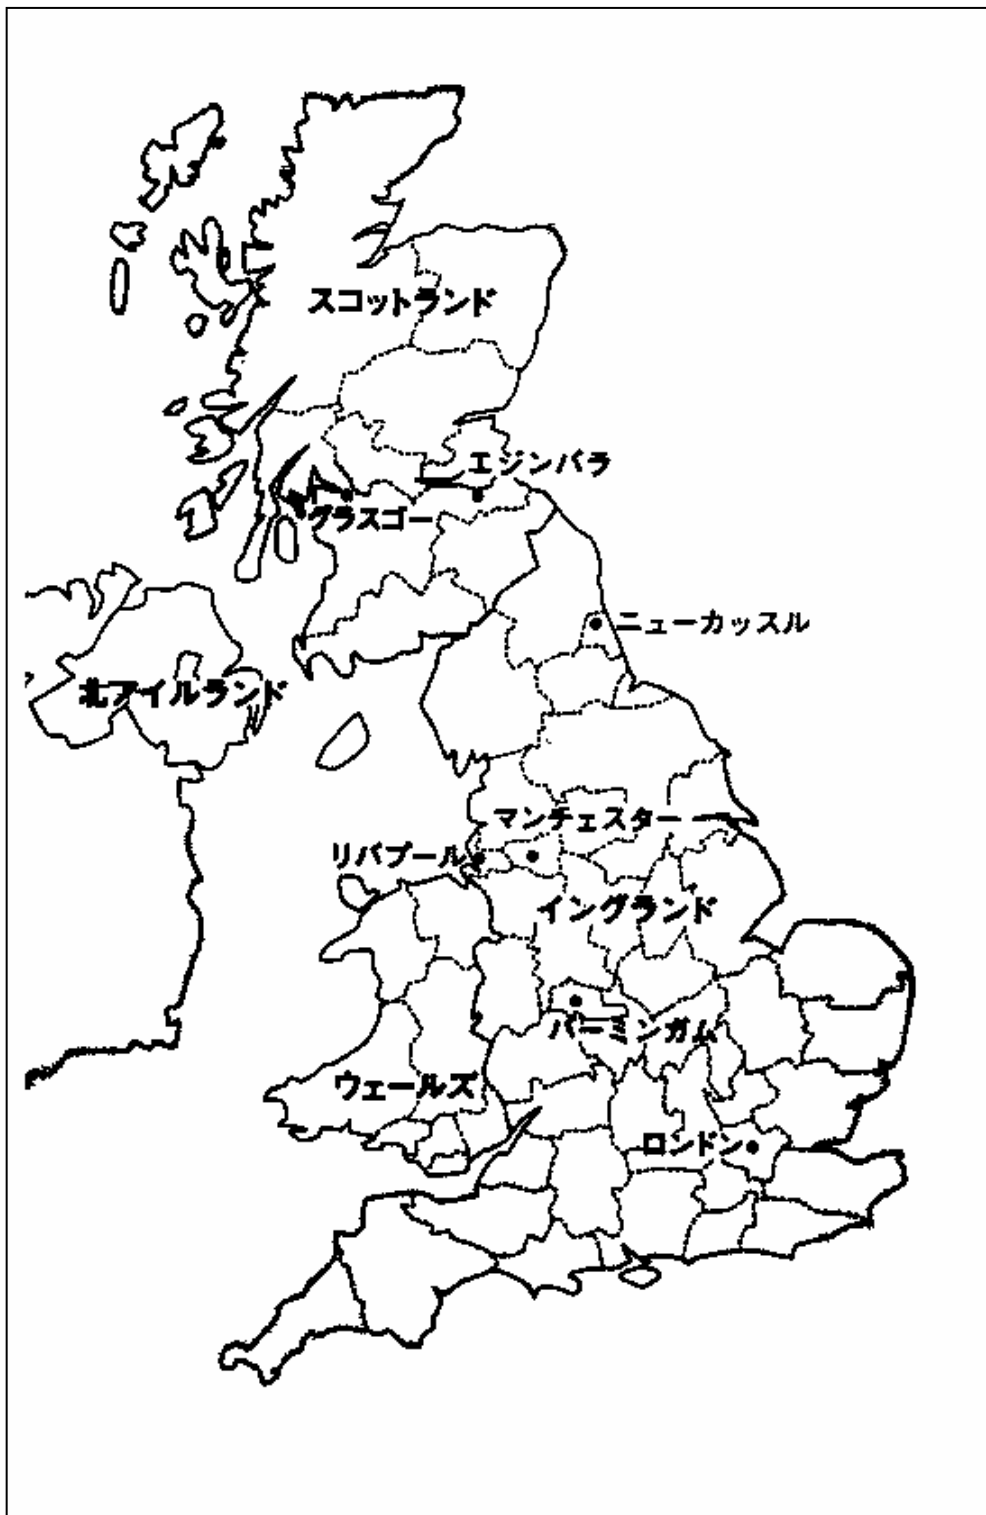 スコットランド
エジンバラ
グラスゴー
ニューカッスル
北アイルランド
マンチェスター
リバプール
イングランド
バーミンガム
ウェールズ
ロンドン